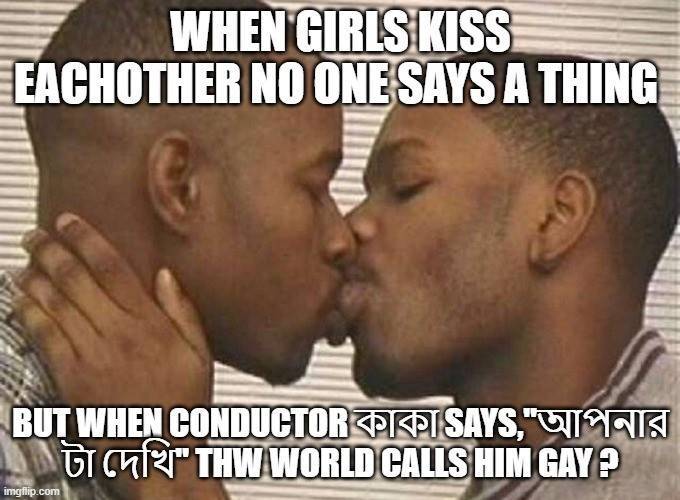 WHEN GIRLS KISS
EACHOTHER NO ONE SAYS A THING
BUT WHEN CONDUCTOR কাকা SAYS,"আপনার
টা দেখি" THW WORLD CALLS HIM GAY ?
imgflip.com